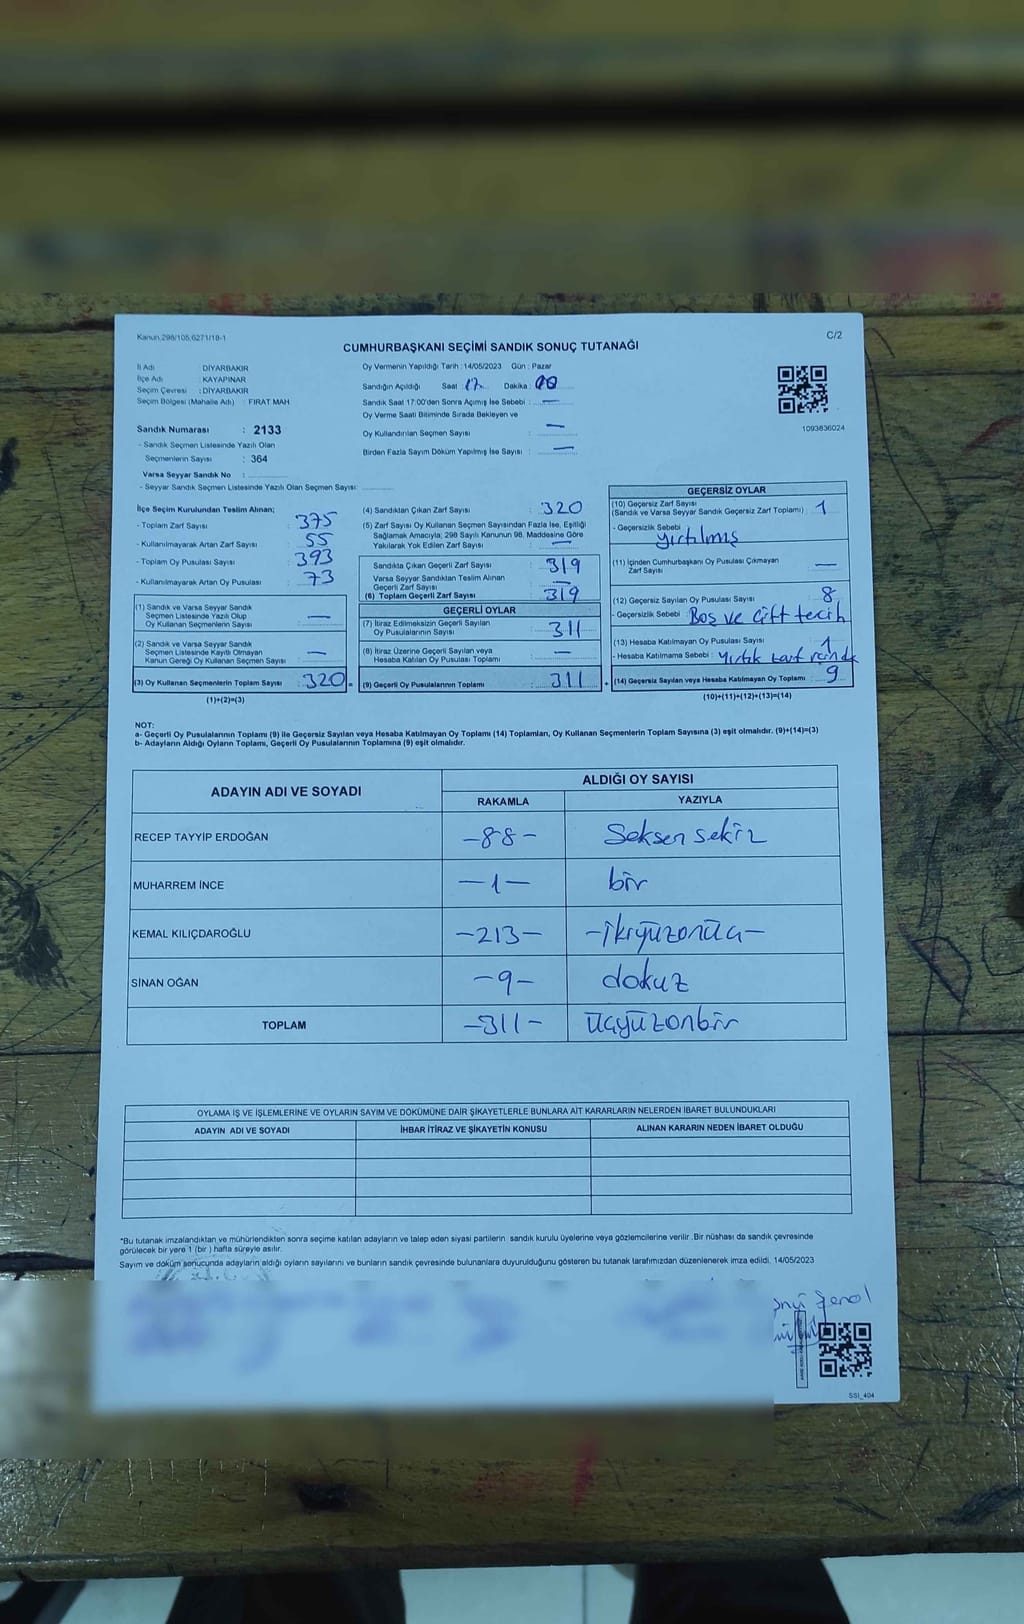 Kanun,298/105,6271/19-1
C/2
CUMHURBAŞKANI SEÇİMİ SANDIK SONUÇ TUTANAĞI
İl Adı : DİYARBAKIR
İlçe Adı : KAYAPINAR
Seçim Çevresi : DİYARBAKIR
Seçim Bölgesi (Mahalle Adı) : FIRAT MAH.
Sandık Numarası : 2133
- Sandık Seçmen Listesinde Yazılı Olan
Seçmenlerin Sayısı : 364
Varsa Seyyar Sandık No :
- Seyyar Sandık Seçmen Listesinde Yazılı Olan Seçmen Sayısı:
Oy Vermenin Yapıldığı Tarih : 14/05/2023 Gün : Pazar
Sandığın Açıldığı Saat : 17 Dakika : 00
Sandık Saat 17:00'den Sonra Açımış İse Sebebi : —
Oy Verme Saati Bitiminde Sırada Bekleyen ve
Oy Kullandırılan Seçmen Sayısı : —
Birden Fazla Sayım Döküm Yapılmış İse Sayısı : —
1093836024
İlçe Seçim Kurulundan Teslim Alınan;
- Toplam Zarf Sayısı : 375
- Kullanılmayarak Artan Zarf Sayısı : 55
- Toplam Oy Pusulası Sayısı : 393
- Kullanılmayarak Artan Oy Pusulası : 73
(1) Sandık ve Varsa Seyyar Sandık
Seçmen Listesinde Yazılı Olup
Oy Kullanan Seçmenlerin Sayısı :
(2) Sandık ve Varsa Seyyar Sandık
Seçmen Listesinde Kayıtlı Olmayan
Kanun Gereği Oy Kullanan Seçmen Sayısı : —
(3) Oy Kullanan Seçmenlerin Toplam Sayısı : 320 =
(1)+(2)=(3)
(4) Sandıktan Çıkan Zarf Sayısı : 320
(5) Zarf Sayısı Oy Kullanan Seçmen Sayısından Fazla İse, Eşitliği
Sağlamak Amacıyla; 298 Sayılı Kanunun 98. Maddesine Göre
Yakılarak Yok Edilen Zarf Sayısı : —
Sandıkta Çıkan Geçerli Zarf Sayısı : 319
Varsa Seyyar Sandıktan Teslim Alınan
Geçerli Zarf Sayısı : —
(6) Toplam Geçerli Zarf Sayısı : 319
GEÇERLİ OYLAR
(7) İtiraz Edilmeksizin Geçerli Sayılan
Oy Pusulalarının Sayısı : 311
(8) İtiraz Üzerine Geçerli Sayılan veya
Hesaba Katılan Oy Pusulası Toplamı : —
(9) Geçerli Oy Pusulalarının Toplamı : 311 +
GEÇERSİZ OYLAR
(10) Geçersiz Zarf Sayısı
(Sandık ve Varsa Seyyar Sandık Geçersiz Zarf Toplamı) : 1
- Geçersizlik Sebebi : yırtılmış
(11) İçinden Cumhurbaşkanı Oy Pusulası Çıkmayan
Zarf Sayısı : —
(12) Geçersiz Sayılan Oy Pusulası Sayısı : 8
- Geçersizlik Sebebi : Boş ve Çift tercih
(13) Hesaba Katılmayan Oy Pusulası Sayısı : 1
- Hesaba Katılmama Sebebi : Yırtık zarf
(14) Geçersiz Sayılan veya Hesaba Katılmayan Oy Toplamı : 9
(10)+(11)+(12)+(13)=(14)
NOT:
a- Geçerli Oy Pusulalarının Toplamı (9) ile Geçersiz Sayılan veya Hesaba Katılmayan Oy Toplamı (14) Toplamları, Oy Kullanan Seçmenlerin Toplam Sayısına (3) eşit olmalıdır. (9)+(14)=(3)
b- Adayların Aldığı Oyların Toplamı, Geçerli Oy Pusulalarının Toplamına (9) eşit olmalıdır.
ADAYIN ADI VE SOYADI
ALDIĞI OY SAYISI
RAKAMLA YAZIYLA
RECEP TAYYİP ERDOĞAN -88- Seksen sekiz
MUHARREM İNCE -1- bir
KEMAL KILIÇDAROĞLU -213- -ikiyüzonüç-
SİNAN OĞAN -9- dokuz
TOPLAM -311- üçyüzonbir
OYLAMA İŞ VE İŞLEMLERİNE VE OYLARIN SAYIM VE DÖKÜMÜNE DAİR ŞİKAYETLERLE BUNLARA AİT KARARLARIN NELERDEN İBARET BULUNDUKLARI
ADAYIN ADI VE SOYADI İHBAR İTİRAZ VE ŞİKAYETİN KONUSU ALINAN KARARIN NEDEN İBARET OLDUĞU
*Bu tutanak imzalandıktan ve mühürlendikten sonra seçime katılan adayların ve talep eden siyasi partilerin sandık kurulu üyelerine veya gözlemcilerine verilir. Bir nüshası da sandık çevresinde
görülecek bir yere 1 (bir ) hafta süreyle asılır.
Sayım ve döküm sonucunda adayların aldığı oyların sayılarını ve bunların sandık çevresinde bulunanlara duyurulduğunu gösteren bu tutanak tarafımızdan düzenlenerek imza edildi. 14/05/2023
SSI_404